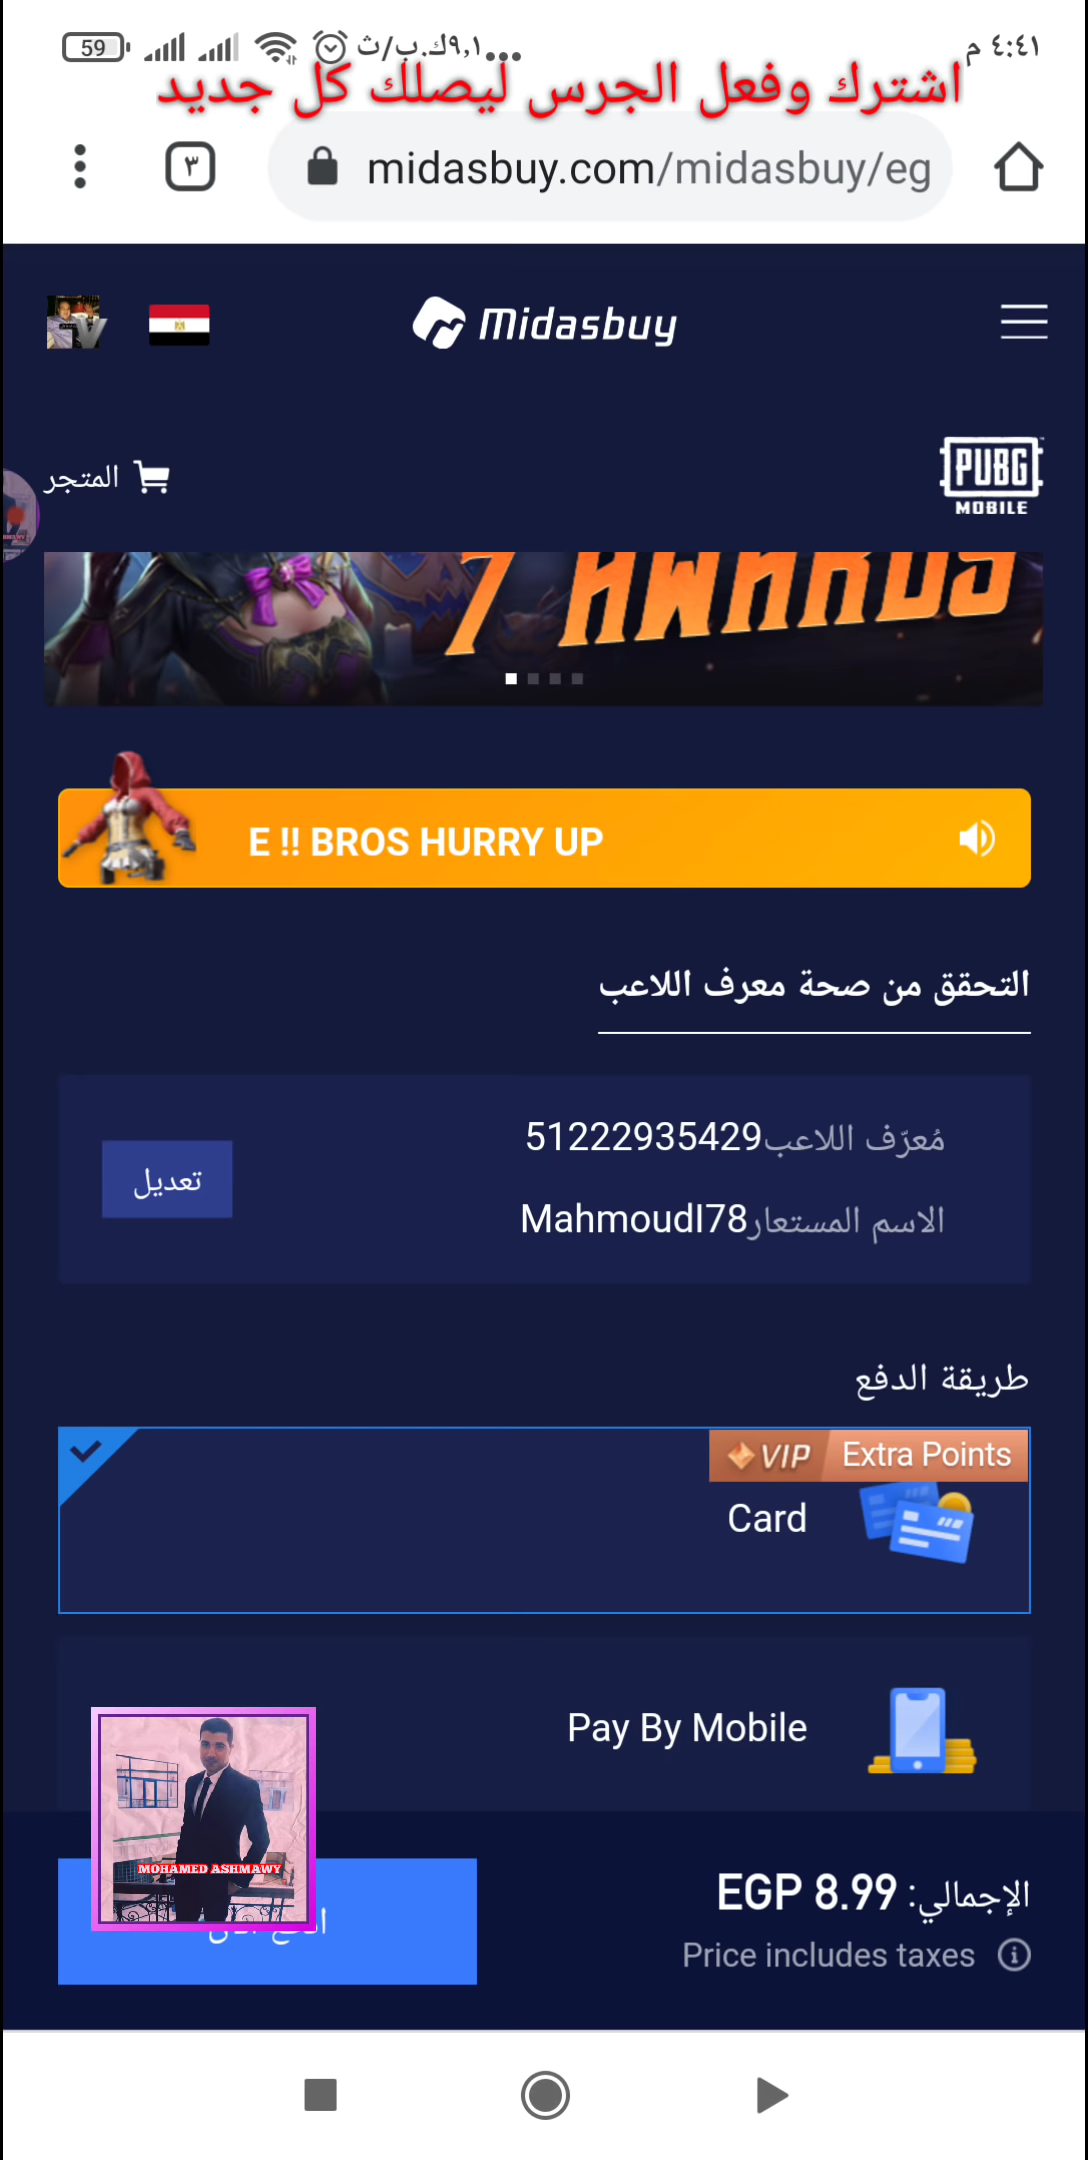 ٤:٤١ م
...٩,١ك.ب/ث
59
اشترك وفعل الجرس ليصلك كل جديد
midasbuy.com/midasbuy/eg
٣
Midasbuy
PUBG
MOBILE
المتجر
7 AWARDS
E !! BROS HURRY UP
التحقق من صحة معرف اللاعب
مُعرّف اللاعب51222935429
الاسم المستعارMahmoudI78
تعديل
طريقة الدفع
VIP Extra Points
Card
Pay By Mobile
MOHAMED ASHMAWY
الإجمالي: EGP 8.99
Price includes taxes